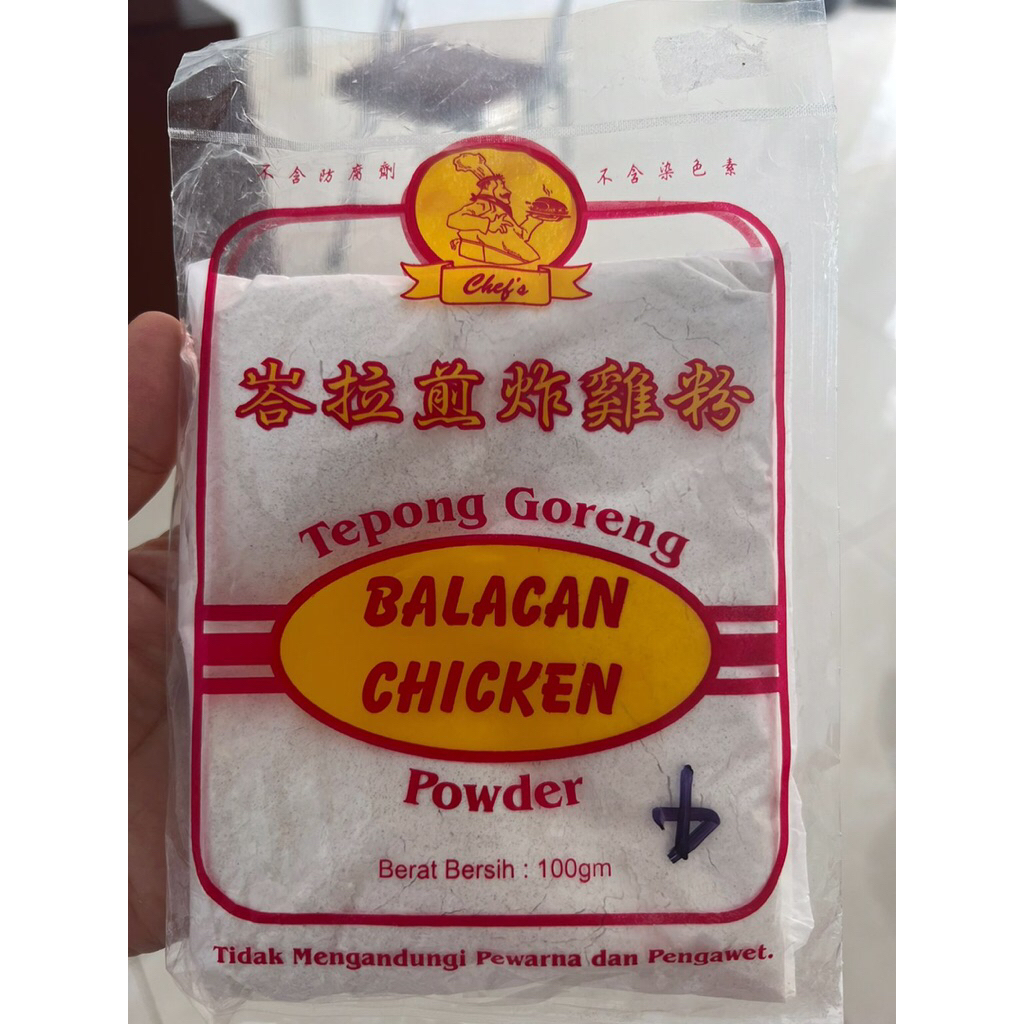 不含防腐劑
不含染色素
Chef's
峇拉煎炸雞粉
Tepong Goreng
BALACAN
CHICKEN
Powder
Berat Bersih : 100gm
Tidak Mengandungi Pewarna dan Pengawet.